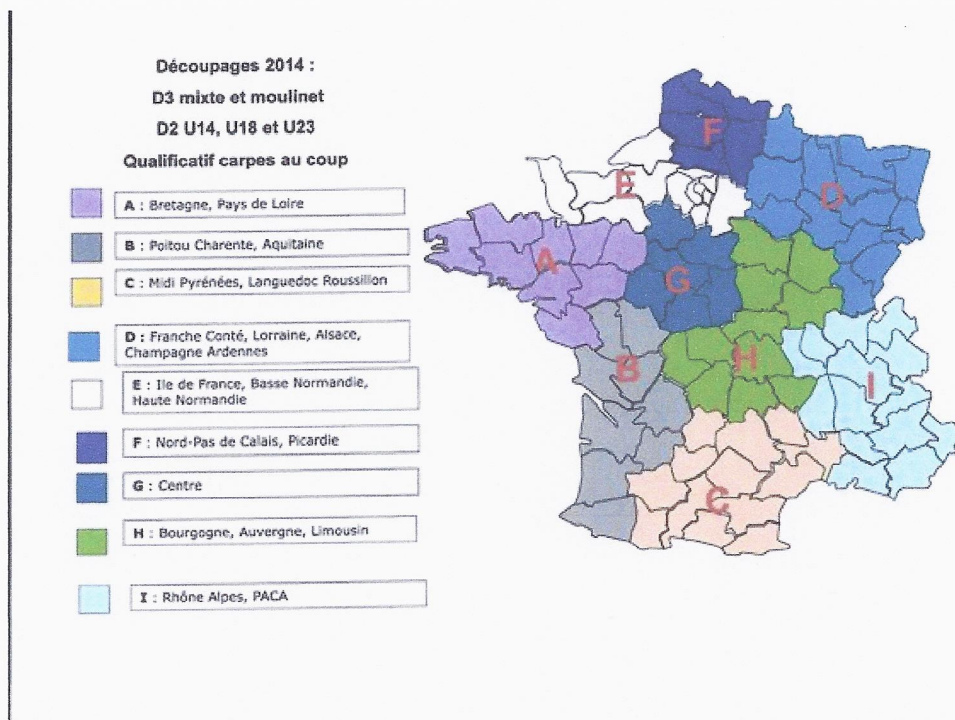 Découpages 2014 :
D3 mixte et moulinet
D2 U14, U18 et U23
Qualificatif carpes au coup
A : Bretagne, Pays de Loire
B : Poitou Charente, Aquitaine
C : Midi Pyrénées, Languedoc Roussillon
D : Franche Conté, Lorraine, Alsace,
Champagne Ardennes
E : Ile de France, Basse Normandie,
Haute Normandie
F : Nord-Pas de Calais, Picardie
G : Centre
H : Bourgogne, Auvergne, Limousin
I : Rhône Alpes, PACA
F
E
D
A
G
B
H
I
C